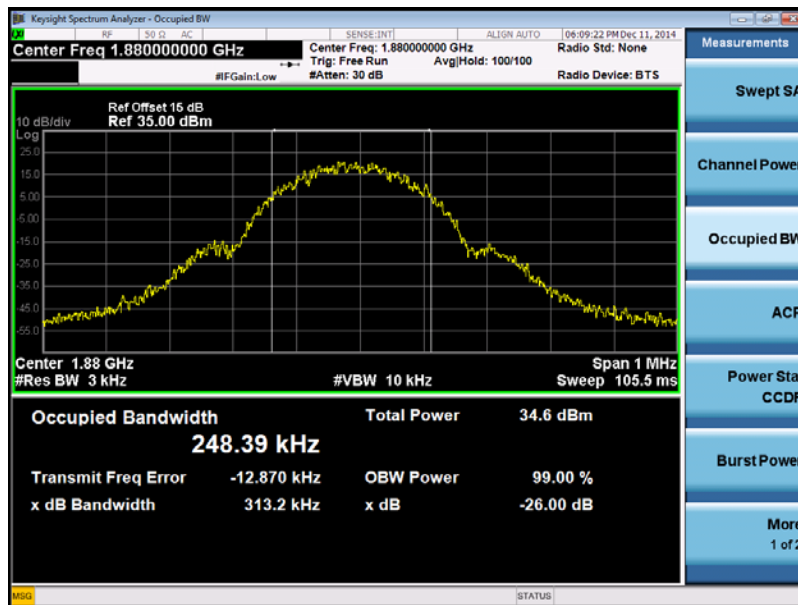 Keysight Spectrum Analyzer - Occupied BW
RF 50 Ω AC SENSE:INT ALIGN AUTO 06:09:22 PM Dec 11, 2014
Center Freq 1.880000000 GHz
Center Freq: 1.880000000 GHz Radio Std: None
Trig: Free Run Avg|Hold: 100/100
#IFGain:Low #Atten: 30 dB Radio Device: BTS
Ref Offset 15 dB
10 dB/div Ref 35.00 dBm
Log
25.0
15.0
5.00
-5.00
-15.0
-25.0
-35.0
-45.0
-55.0
Center 1.88 GHz Span 1 MHz
#Res BW 3 kHz #VBW 10 kHz Sweep 105.5 ms
Occupied Bandwidth Total Power 34.6 dBm
248.39 kHz
Transmit Freq Error -12.870 kHz OBW Power 99.00 %
x dB Bandwidth 313.2 kHz x dB -26.00 dB
MSG STATUS
Measurements
Swept SA
Channel Power
Occupied BW
ACP
Power Sta
CCDF
Burst Power
More
1 of 2